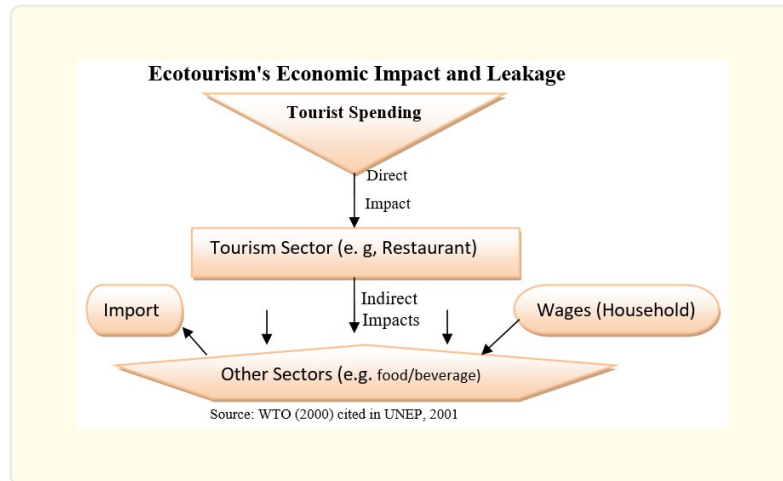 Ecotourism's Economic Impact and Leakage
Tourist Spending
Direct
Impact
Tourism Sector (e. g, Restaurant)
Indirect
Impacts
Import
Wages (Household)
Other Sectors (e.g. food/beverage)
Source: WTO (2000) cited in UNEP, 2001